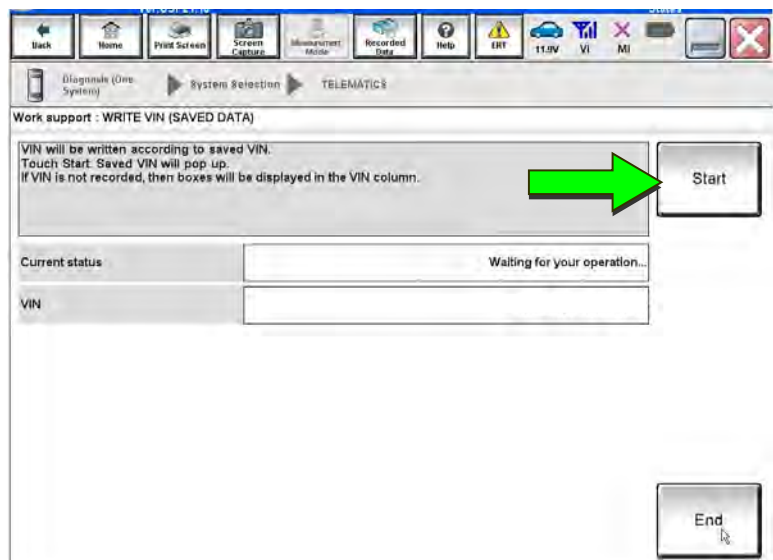 Back
Home
Print Screen
Screen Capture
Measurement Mode
Recorded Data
Help
ERT
11.9V
VI
MI
Diagnosis (One System)
System Selection
TELEMATICS
Work support : WRITE VIN (SAVED DATA)
VIN will be written according to saved VIN.
Touch Start. Saved VIN will pop up.
If VIN is not recorded, then boxes will be displayed in the VIN column.
Start
Current status
Waiting for your operation...
VIN
End